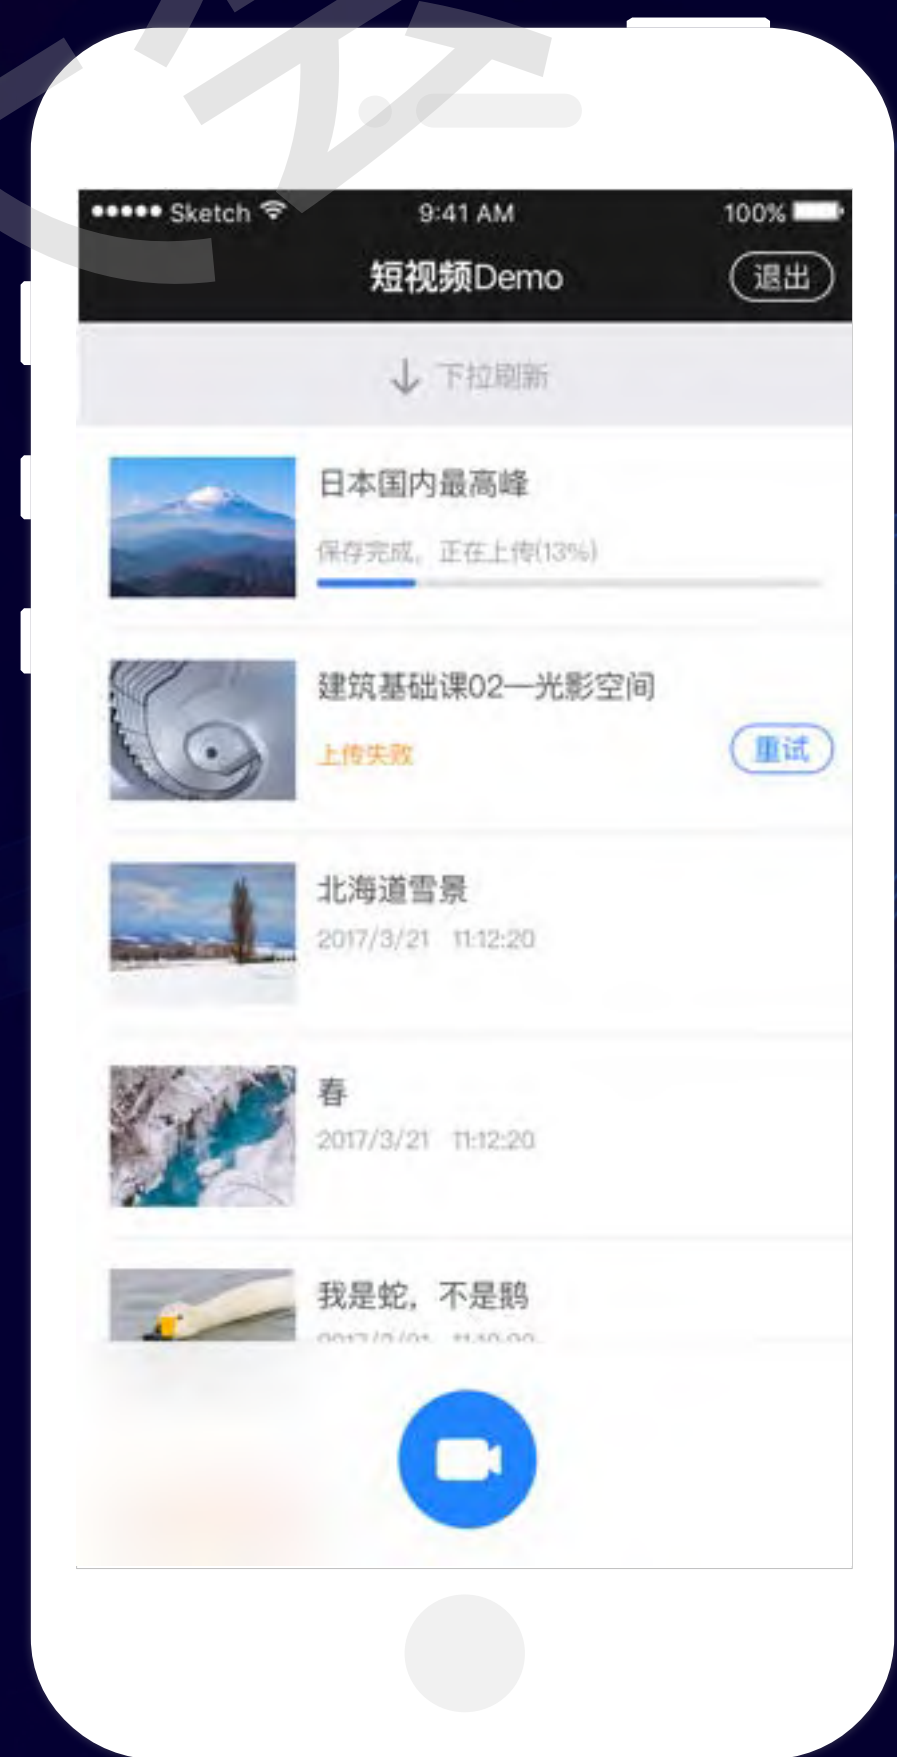 Sketch 9:41 AM 100%
短视频Demo 退出
下拉刷新
日本国内最高峰
保存完成，正在上传(13%)
建筑基础课02—光影空间
上传失败 重试
北海道雪景
2017/3/21 11:12:20
春
2017/3/21 11:12:20
我是蛇，不是鹅